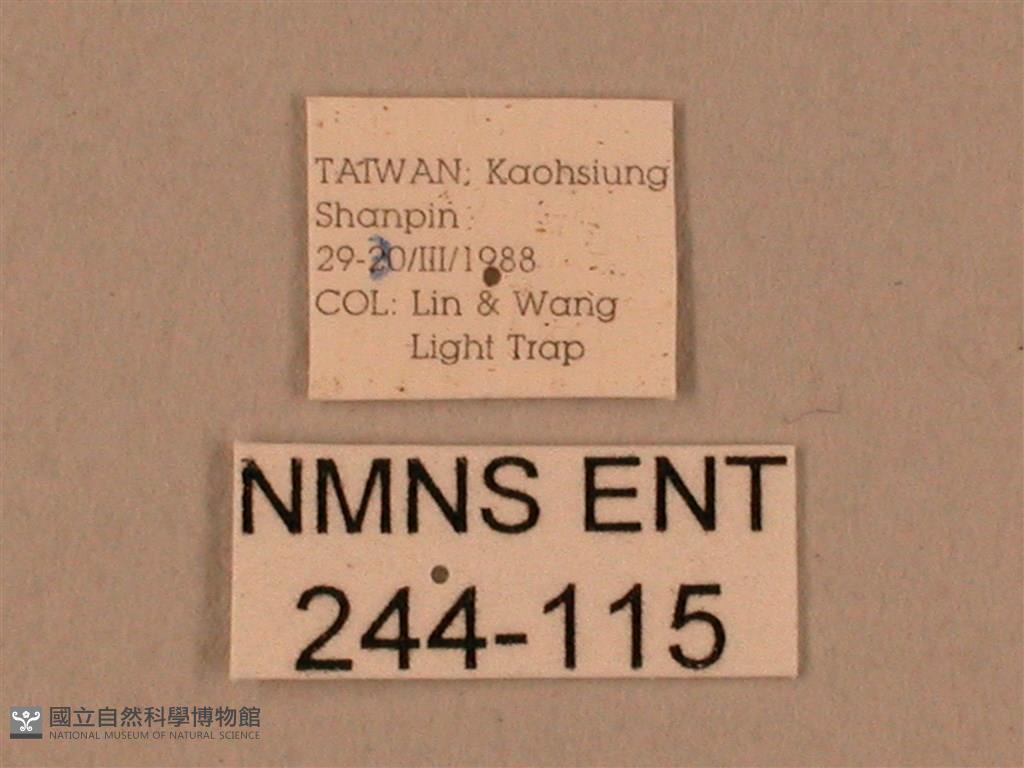 TAIWAN; Kaohsiung
Shanpin
29-30/III/1988
COL: Lin & Wang
Light Trap
NMNS ENT
244-115
國立自然科學博物館
NATIONAL MUSEUM OF NATURAL SCIENCE